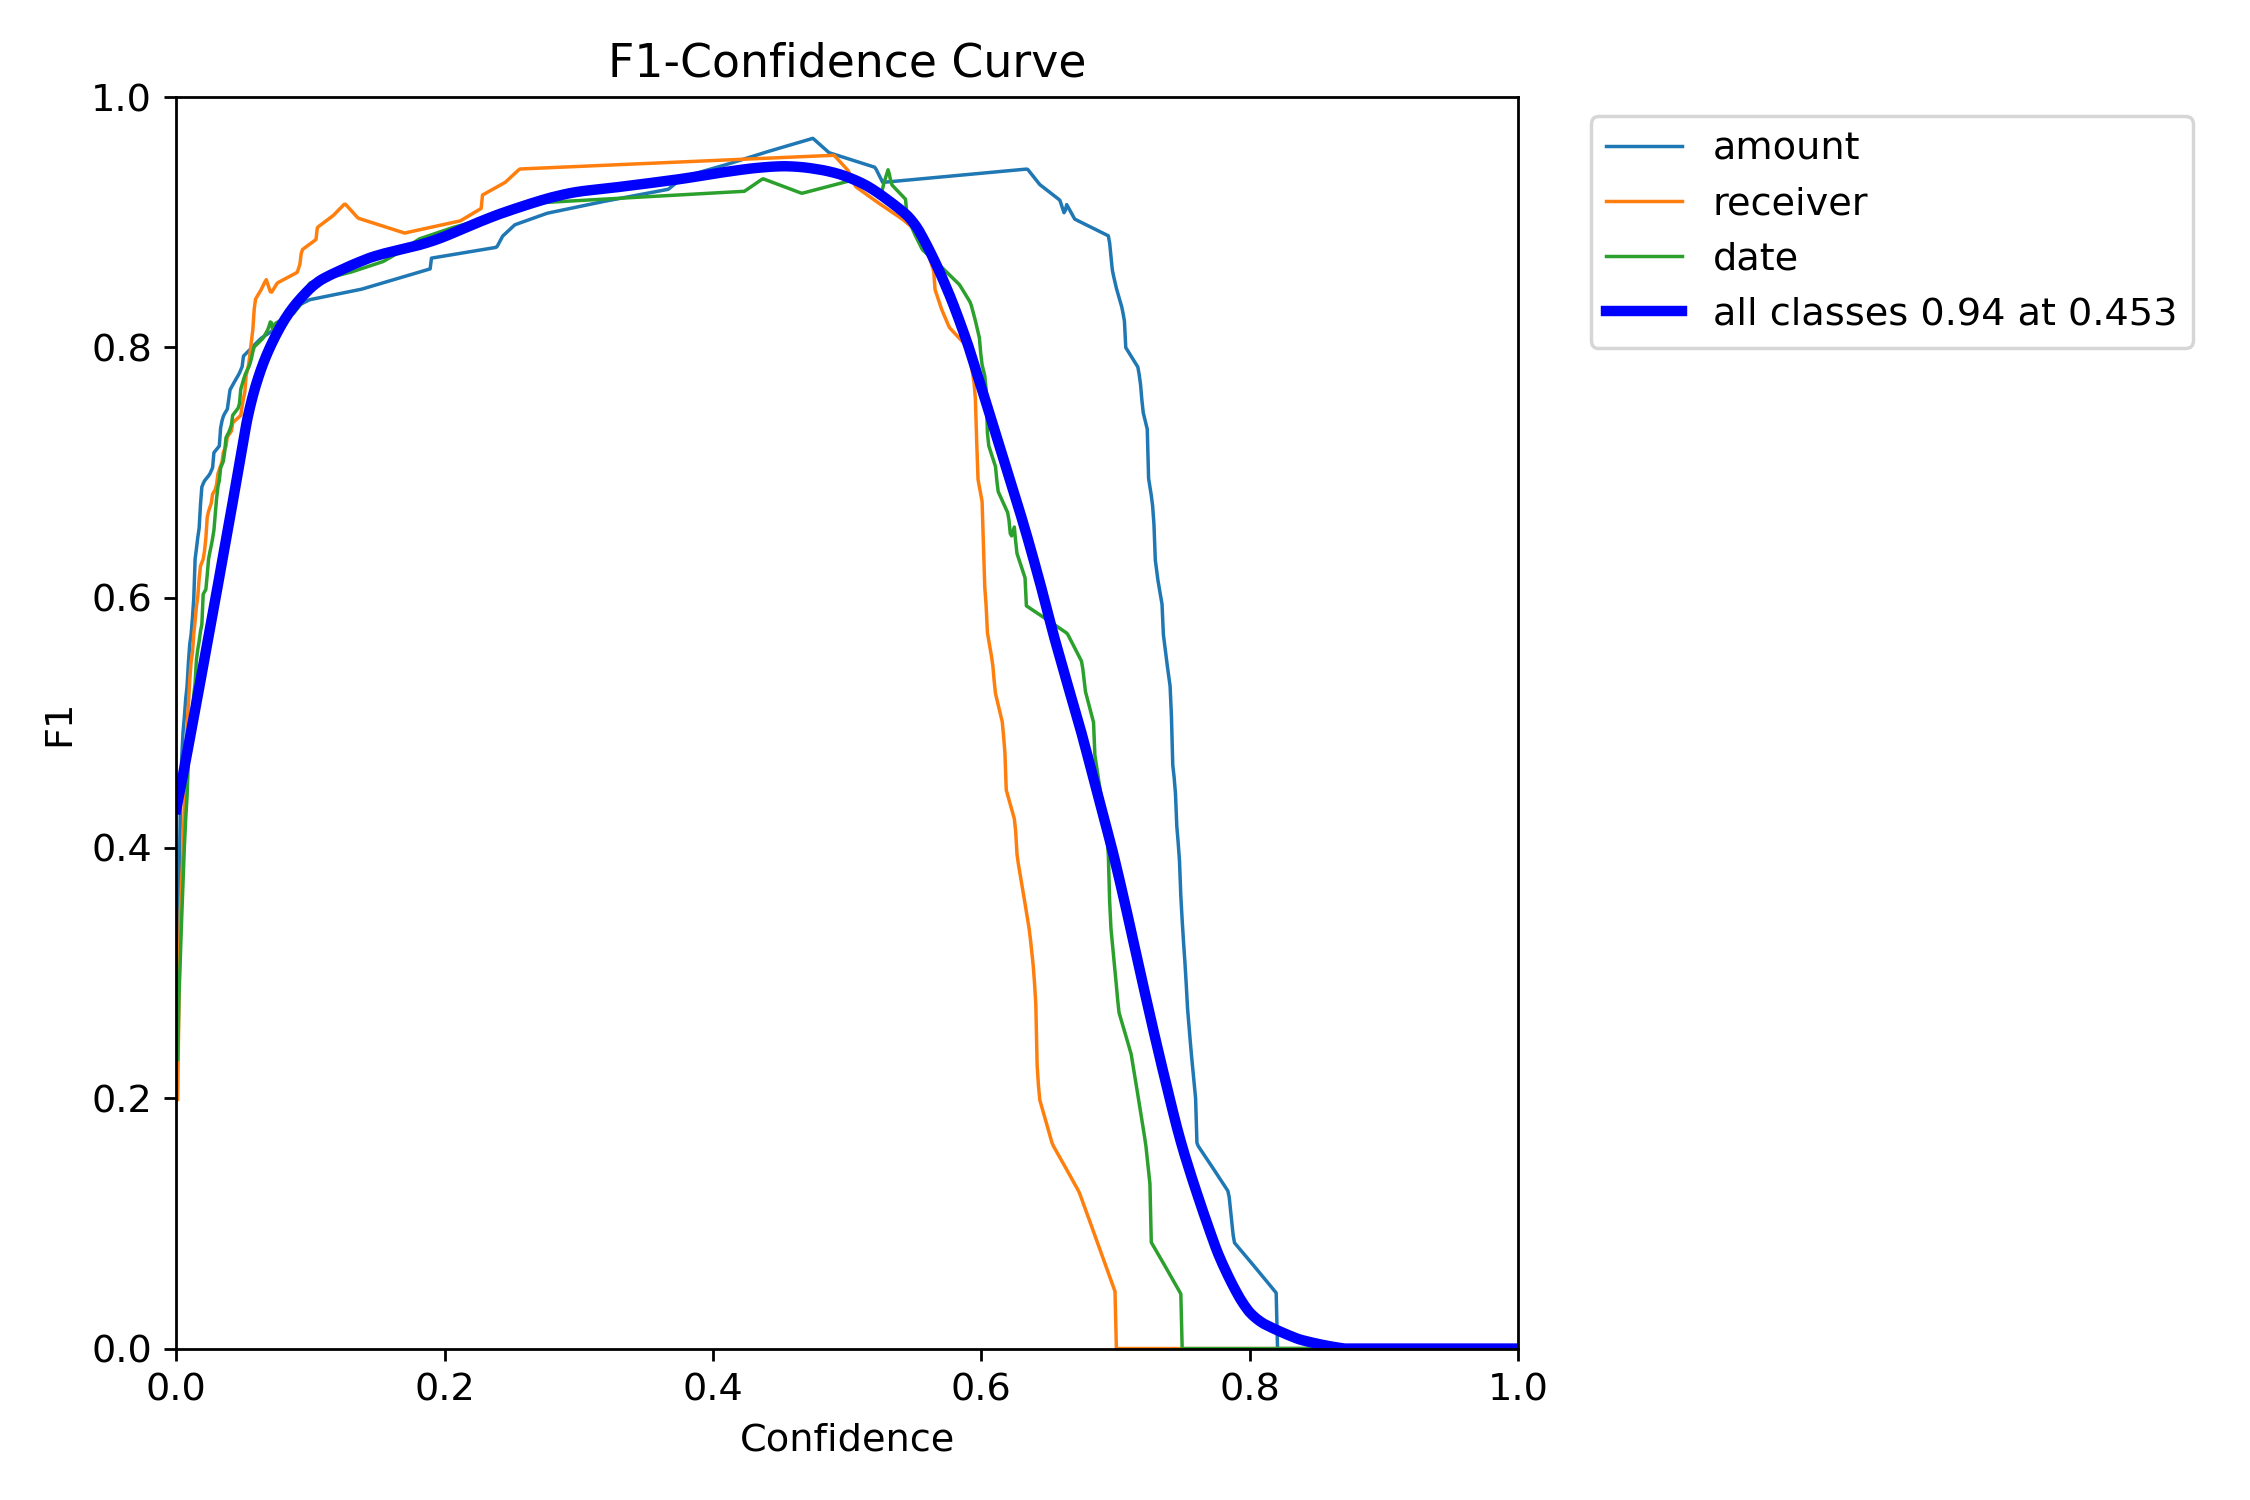 F1-Confidence Curve
1.0
0.8
0.6
0.4
0.2
0.0
F1
0.0 0.2 0.4 0.6 0.8 1.0
Confidence
amount
receiver
date
all classes 0.94 at 0.453